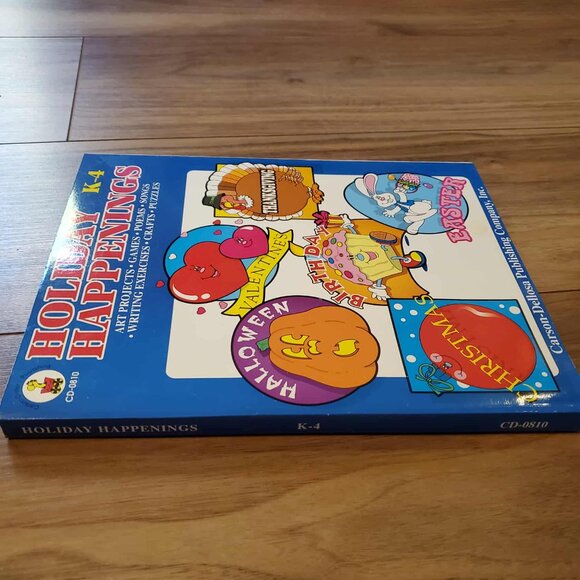 HOLIDAY
HAPPENINGS K-4
ART PROJECTS • GAMES • POEMS • SONGS
• WRITING EXERCISES • CRAFTS • PUZZLES
CD-0810
THANKSGIVING
EASTER
VALENTINES
BIRTHDAY
HALLOWEEN
CHRISTMAS
Carson-Dellosa Publishing Company, Inc.
HOLIDAY HAPPENINGS K-4 CD-0810